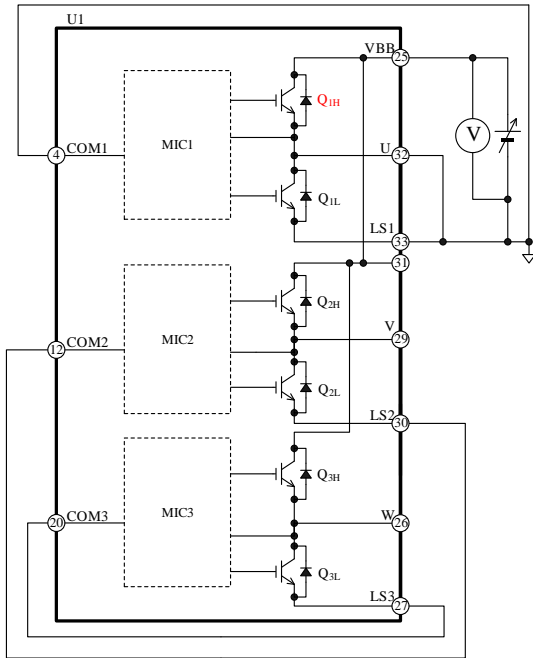 U1
VBB
25
Q1H
V
4
COM1
MIC1
U
32
Q1L
LS1
33
31
Q2H
12
COM2
MIC2
V
29
Q2L
LS2
30
Q3H
20
COM3
MIC3
W
26
Q3L
LS3
27